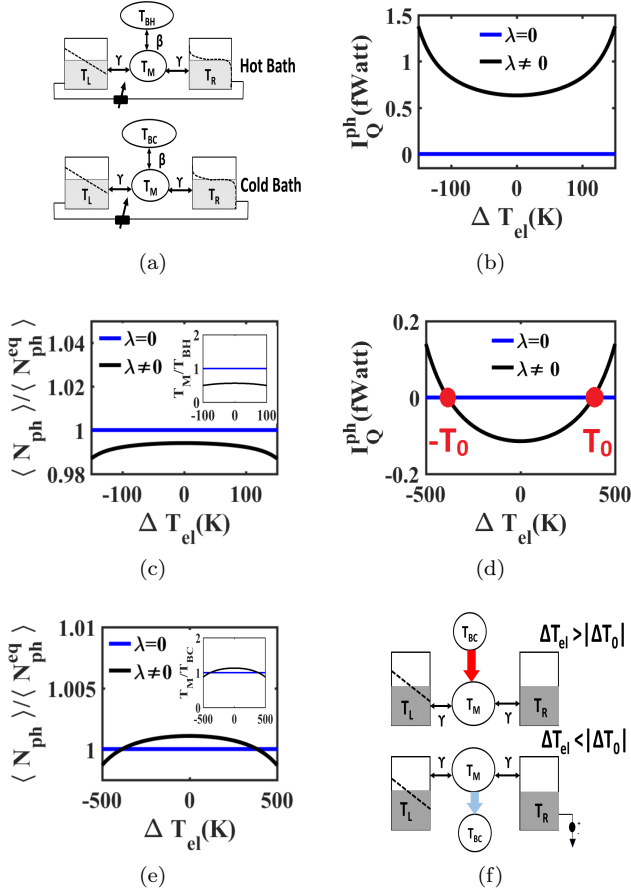 T_BH
β
T_L
γ
T_M
γ
T_R
Hot Bath
T_BC
β
T_L
γ
T_M
γ
T_R
Cold Bath
(a)
I_Q^ph(fWatt)
1.5
1
0.5
0
λ=0
λ≠0
-100
0
100
Δ T_el(K)
(b)
⟨ N_ph ⟩/⟨ N_ph^eq ⟩
1.04
1.02
1
0.98
λ=0
λ≠0
T_M/T_BH
2
1
0
-100
0
100
-100
0
100
Δ T_el(K)
(c)
I_Q^ph(fWatt)
0.2
0
-0.2
λ=0
λ≠0
-T_0
T_0
-500
0
500
Δ T_el(K)
(d)
⟨ N_ph ⟩/⟨ N_ph^eq ⟩
1.01
1.005
1
λ=0
λ≠0
T_M/T_BC
2
1
0
-500
0
500
-500
0
500
Δ T_el(K)
(e)
T_BC
ΔT_el>|ΔT_0|
T_L
γ
T_M
γ
T_R
ΔT_el<|ΔT_0|
T_L
γ
T_M
γ
T_R
T_BC
+
-
(f)